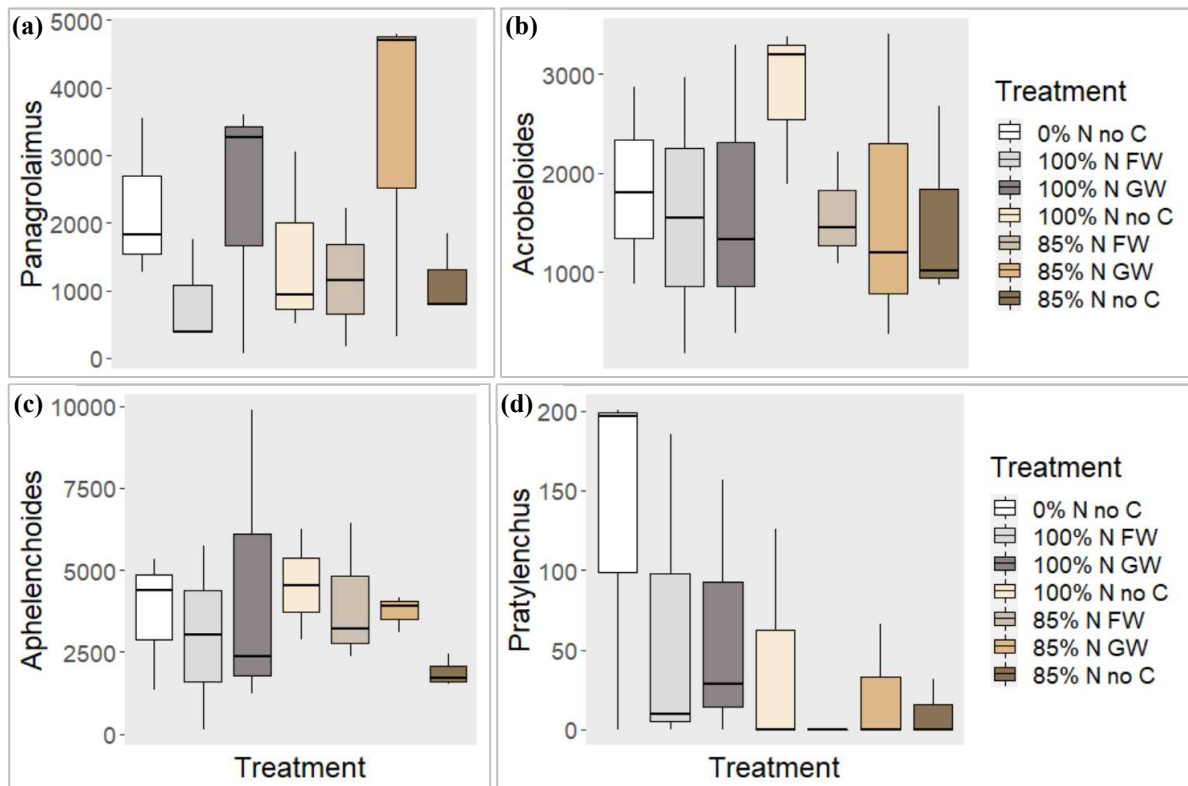 (a)
5000
4000
3000
2000
1000
0
Panagrolaimus
(b)
3000
2000
1000
Acrobeloides
Treatment
0% N no C
100% N FW
100% N GW
100% N no C
85% N FW
85% N GW
85% N no C
(c)
10000
7500
5000
2500
0
Aphelenchoides
Treatment
(d)
200
150
100
50
0
Pratylenchus
Treatment
Treatment
0% N no C
100% N FW
100% N GW
100% N no C
85% N FW
85% N GW
85% N no C